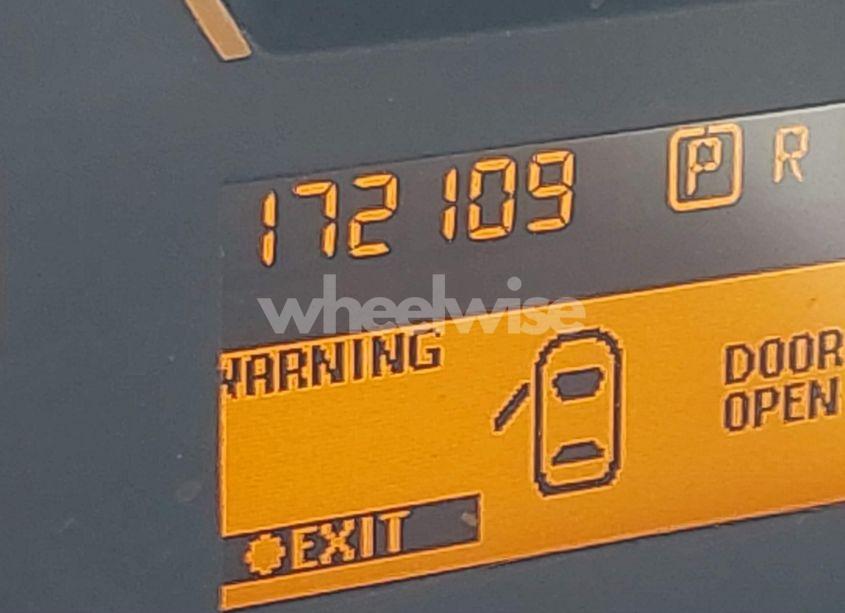 172109 P R
wheelwise
WARNING
DOOR
OPEN
EXIT